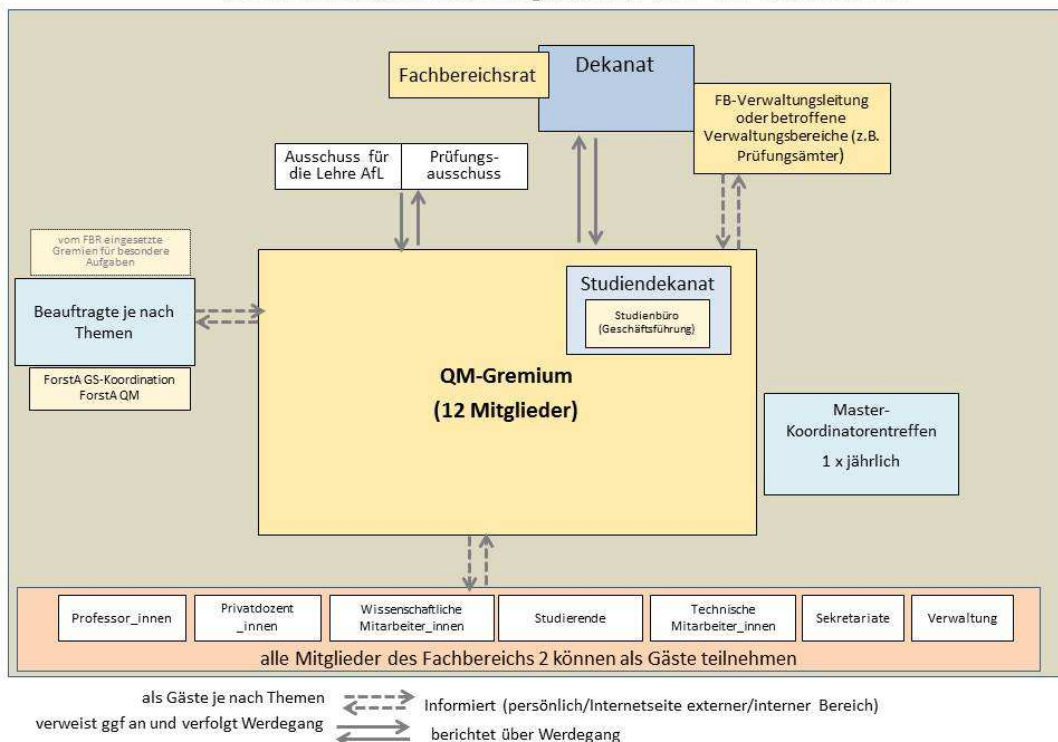 Fachbereichsrat
Dekanat
FB-Verwaltungsleitung
oder betroffene
Verwaltungsbereiche (z.B.
Prüfungsämter)
Ausschuss für
die Lehre AfL
Prüfungs-
ausschuss
vom FBR eingesetzte
Gremien für besondere
Aufgaben
Beauftragte je nach
Themen
ForstA GS-Koordination
ForstA QM
Studiendekanat
Studienbüro
(Geschäftsführung)
QM-Gremium
(12 Mitglieder)
Master-
Koordinatorentreffen
1 x jährlich
Professor_innen
Privatdozent
_innen
Wissenschaftliche
Mitarbeiter_innen
Studierende
Technische
Mitarbeiter_innen
Sekretariate
Verwaltung
alle Mitglieder des Fachbereichs 2 können als Gäste teilnehmen
als Gäste je nach Themen
Informiert (persönlich/Internetseite externer/interner Bereich)
verweist ggf an und verfolgt Werdegang
berichtet über Werdegang